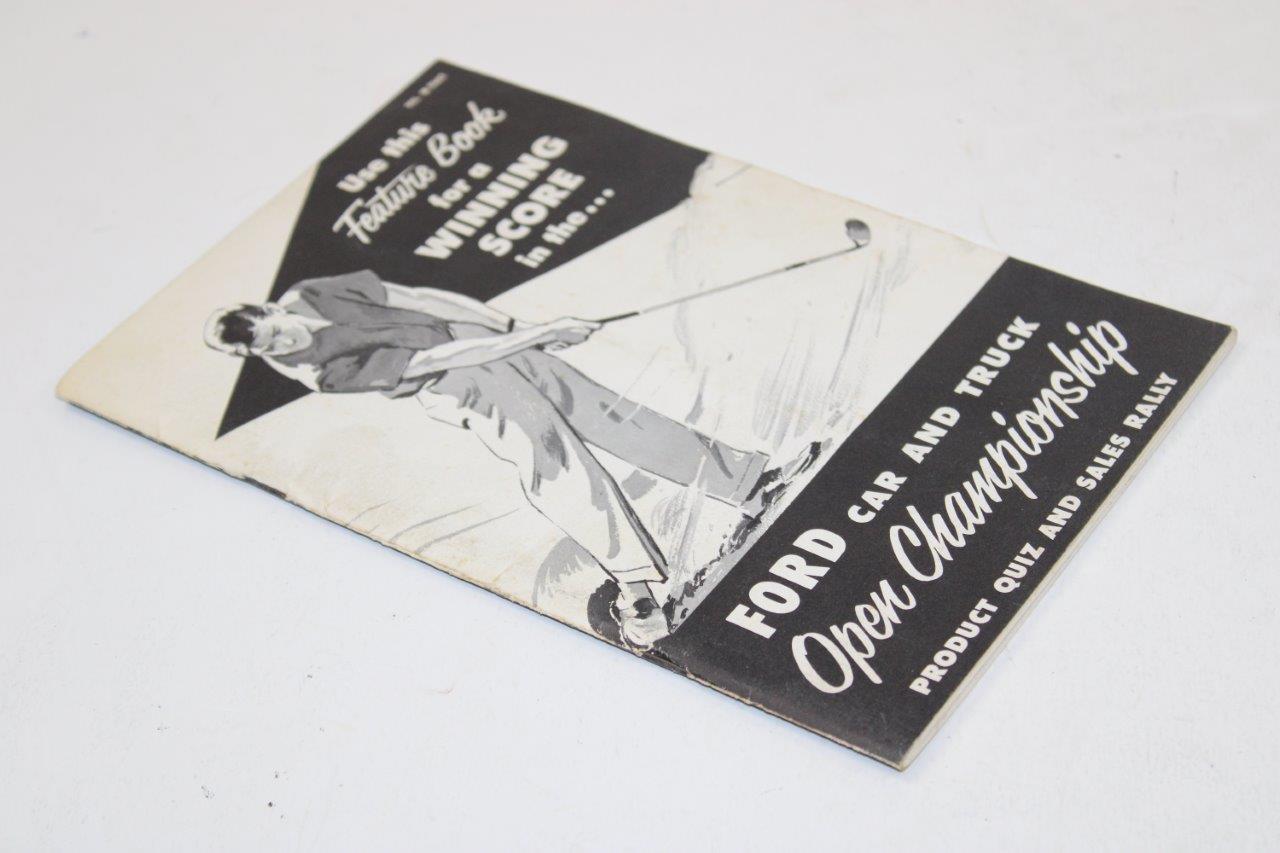 Use this
Feature Book
for a
WINNING
SCORE
in the...
FORD CAR AND TRUCK
Open Championship
PRODUCT QUIZ AND SALES RALLY